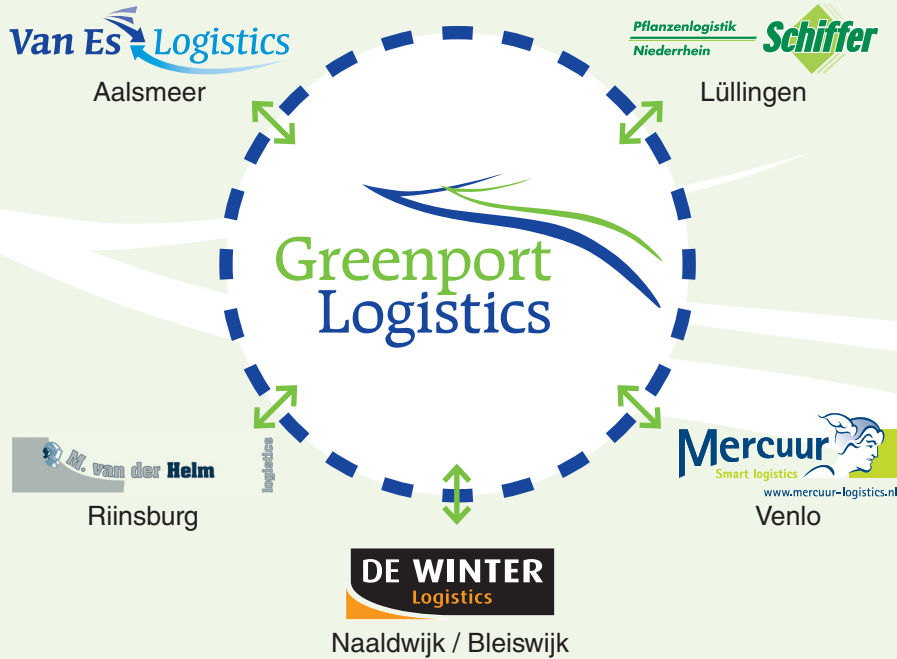 Van Es Logistics
Aalsmeer
Pflanzenlogistik
Niederrhein
Schiffer
Lüllingen
Greenport
Logistics
M. van der Helm
logistics
Riinsburg
Mercuur
Smart logistics
www.mercuur-logistics.nl
Venlo
DE WINTER
Logistics
Naaldwijk / Bleiswijk